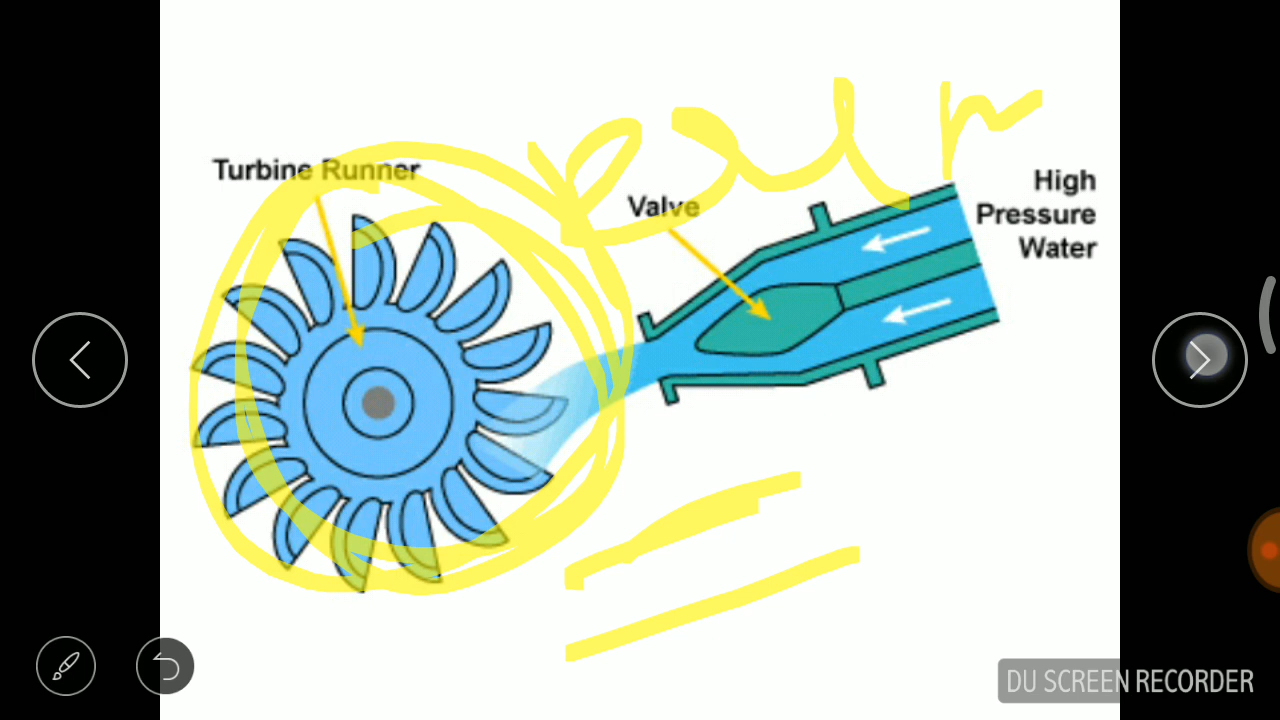 Turbine Runner
Valve
High
Pressure
Water
DU SCREEN RECORDER